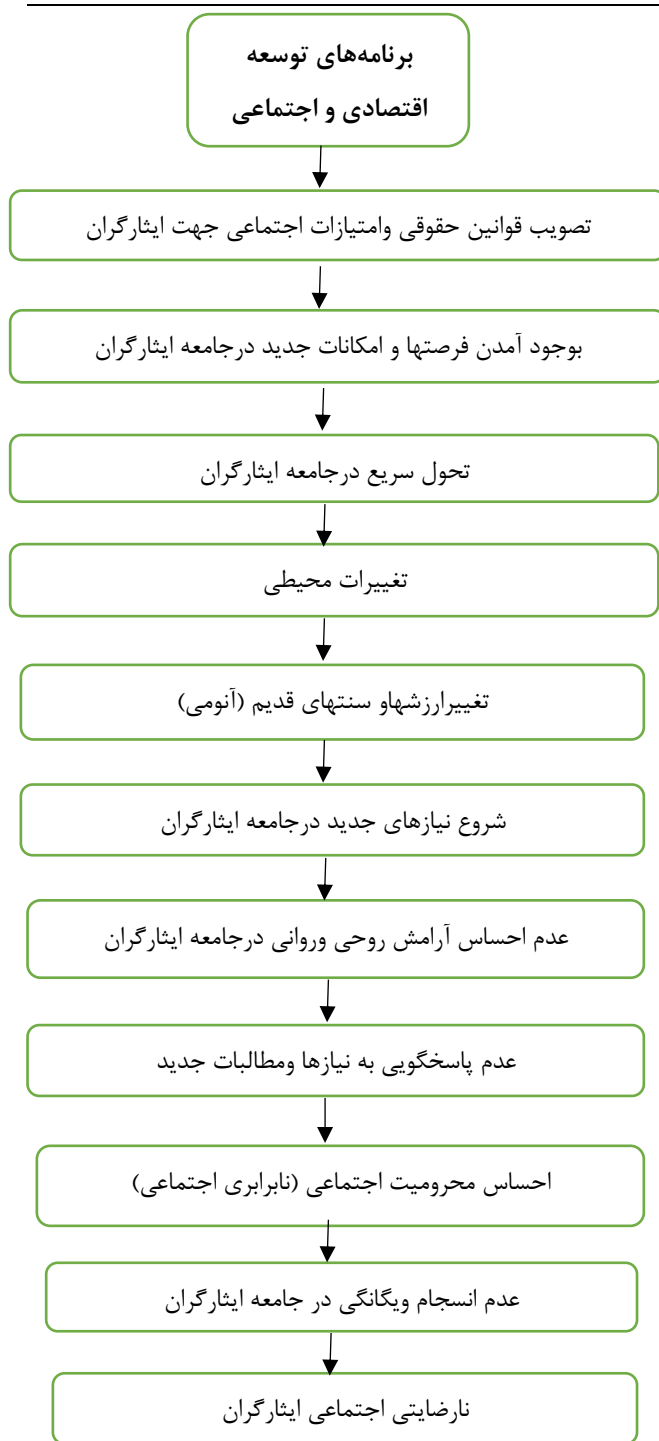 برنامه‌های توسعه
اقتصادی و اجتماعی
تصویب قوانین حقوقی وامتیازات اجتماعی جهت ایثارگران
بوجود آمدن فرصتها و امکانات جدید درجامعه ایثارگران
تحول سریع درجامعه ایثارگران
تغییرات محیطی
تغییرارزشهاو سنتهای قدیم (آنومی)
شروع نیازهای جدید درجامعه ایثارگران
عدم احساس آرامش روحی وروانی درجامعه ایثارگران
عدم پاسخگویی به نیازها ومطالبات جدید
احساس محرومیت اجتماعی (نابرابری اجتماعی)
عدم انسجام ویگانگی در جامعه ایثارگران
نارضایتی اجتماعی ایثارگران